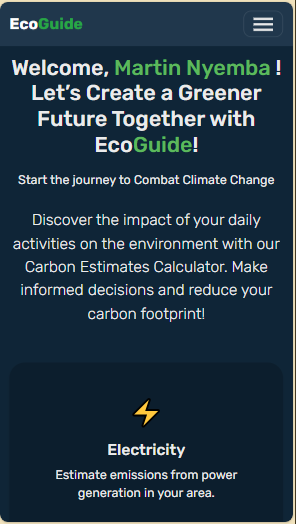 EcoGuide
Welcome, Martin Nyemba !
Let’s Create a Greener
Future Together with
EcoGuide!
Start the journey to Combat Climate Change
Discover the impact of your daily
activities on the environment with our
Carbon Estimates Calculator. Make
informed decisions and reduce your
carbon footprint!
Electricity
Estimate emissions from power
generation in your area.